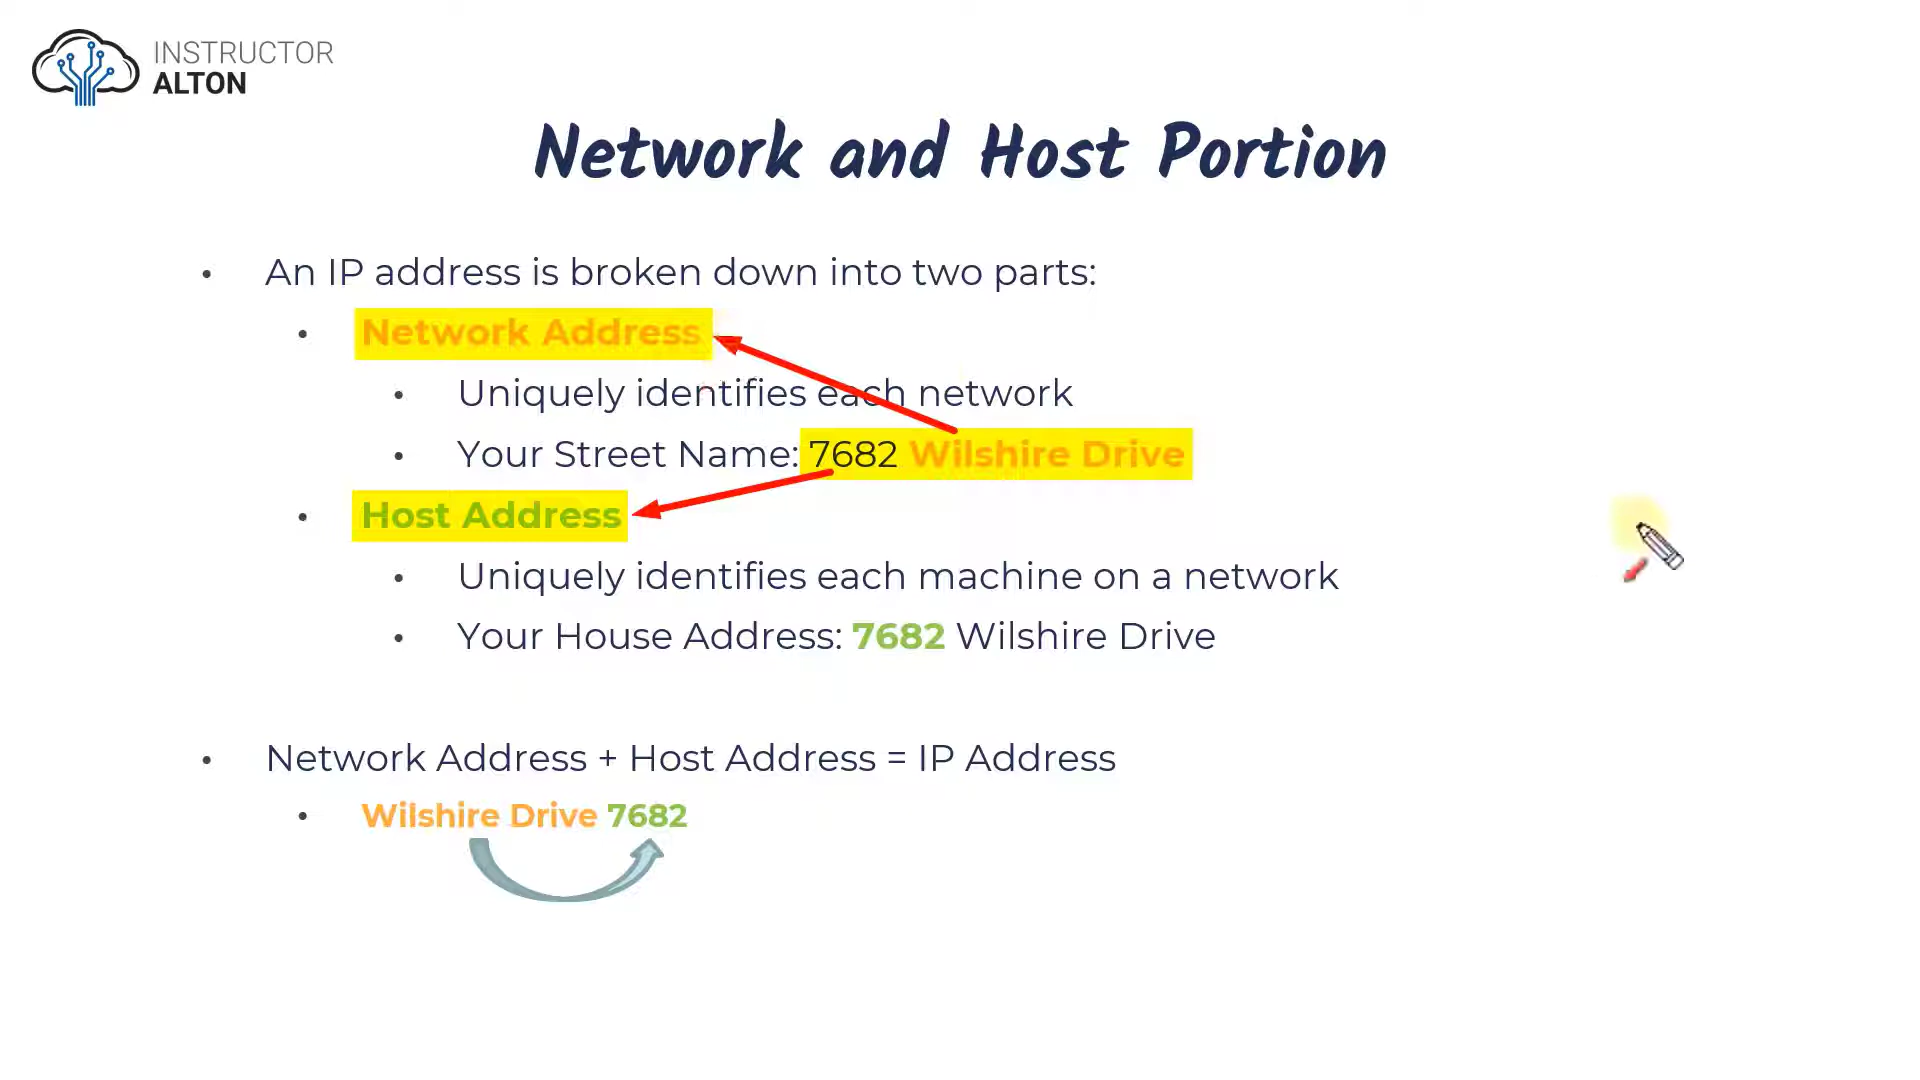 INSTRUCTOR
ALTON
Network and Host Portion
• An IP address is broken down into two parts:
• Network Address
• Uniquely identifies each network
• Your Street Name: 7682 Wilshire Drive
• Host Address
• Uniquely identifies each machine on a network
• Your House Address: 7682 Wilshire Drive
• Network Address + Host Address = IP Address
• Wilshire Drive 7682